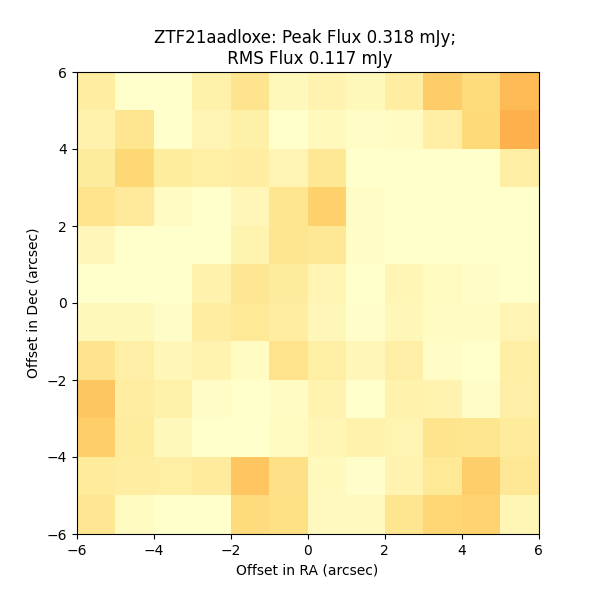 ZTF21aadloxe: Peak Flux 0.318 mJy;
RMS Flux 0.117 mJy
6
4
2
0
−2
−4
−6
Offset in Dec (arcsec)
−6 −4 −2 0 2 4 6
Offset in RA (arcsec)